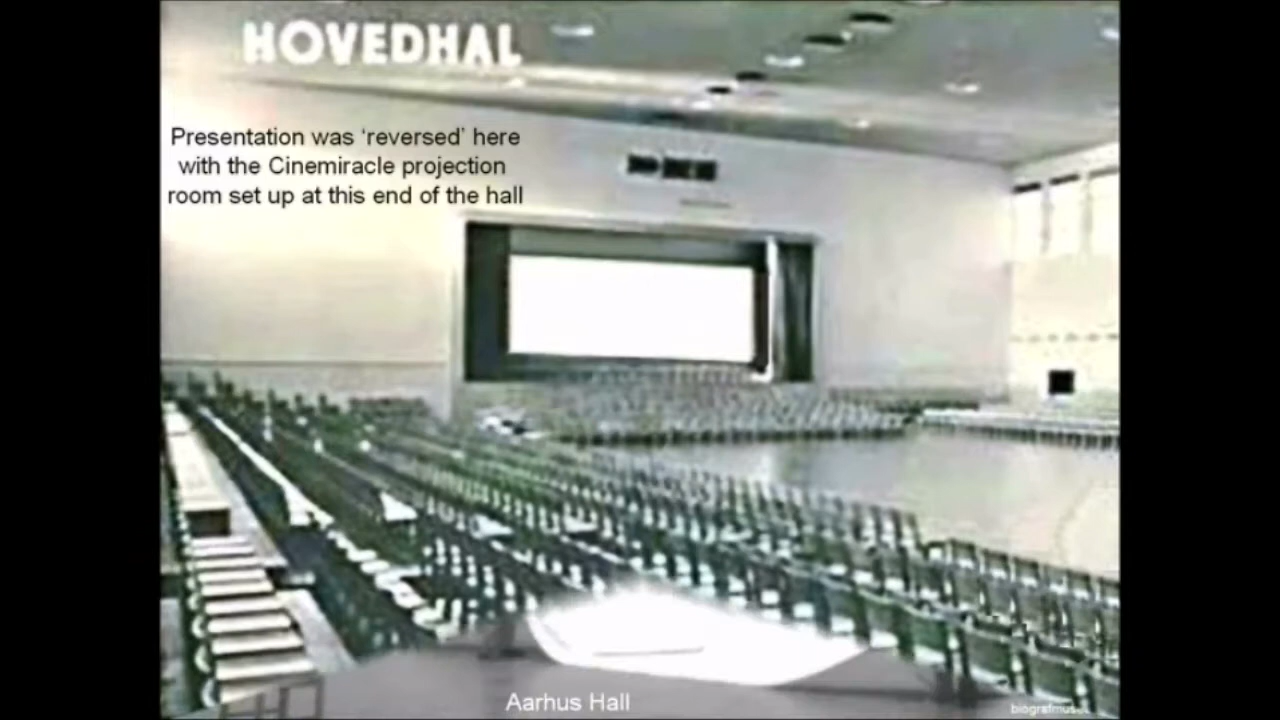 HOVEDHAL
Presentation was ‘reversed’ here
with the Cinemiracle projection
room set up at this end of the hall
Aarhus Hall